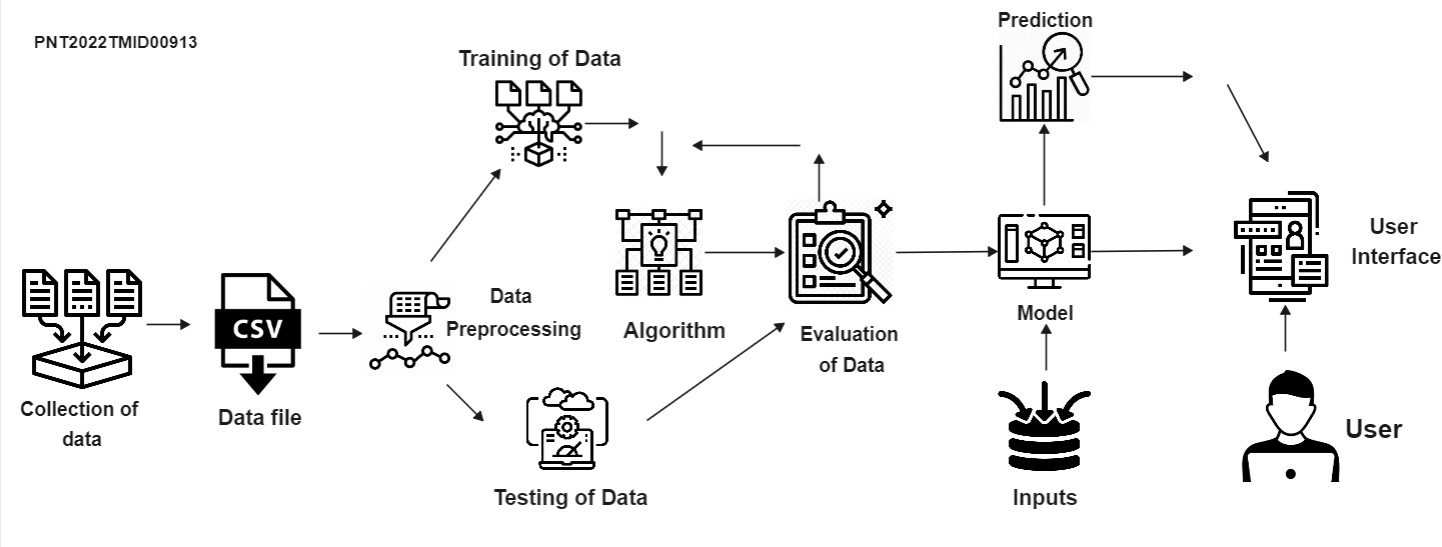 PNT2022TMID00913
Training of Data
Prediction
User
Interface
CSV
Data
Preprocessing
Algorithm
Evaluation
of Data
Model
Collection of
data
Data file
User
Testing of Data
Inputs